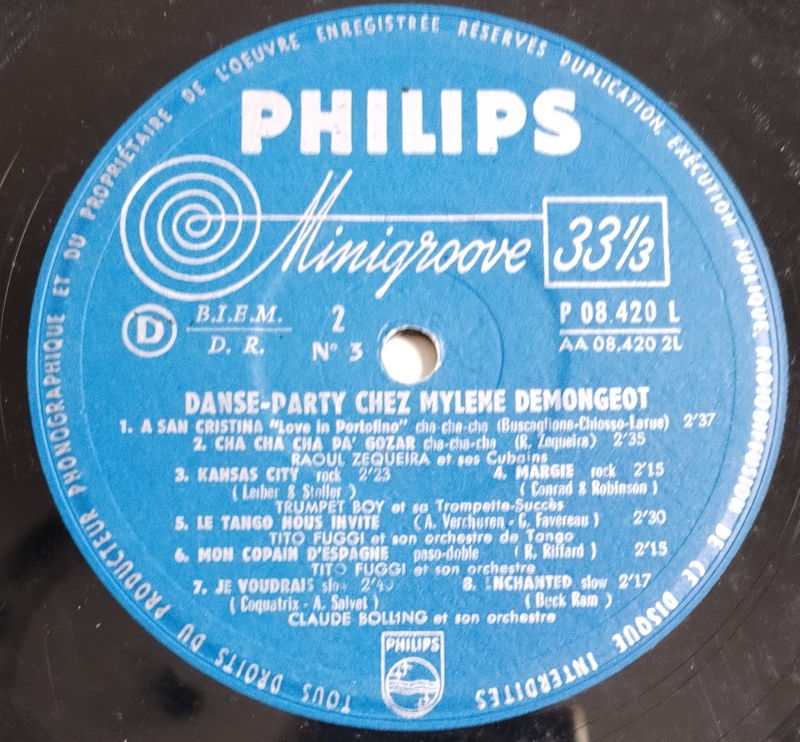 TOUS DROITS DU PRODUCTEUR PHONOGRAPHIQUE ET DU PROPRIÉTAIRE DE L'OEUVRE ENREGISTRÉE RÉSERVÉS DUPLICATION, EXÉCUTION PUBLIQUE, RADIODIFFUSION DE CE DISQUE INTERDITES
PHILIPS
Minigroove 33 1/3
D B.I.E.M. 2 P 08.420 L
D. R. N° 3 AA 08.420 2L
DANSE-PARTY CHEZ MYLENE DEMONGEOT
1. A SAN CRISTINA "Love in Portofino" cha-cha-cha (Buscaglione-Chiosso-Larue) 2'37
2. CHA CHA CHA PA' GOZAR cha-cha-cha (R. Zequeira) 2'35
RAOUL ZEQUEIRA et ses Cubains
3. KANSAS CITY rock 2'23 4. MARGIE rock 2'15
(Leiber & Stoller) (Conrad & Robinson)
TRUMPET BOY et sa Trompette-Succès
5. LE TANGO NOUS INVITE (A. Verchuren - C. Favereau) 2'30
TITO FUGGI et son orchestre de Tango
6. MON COPAIN D'ESPAGNE paso-doble (R. Riffard) 2'15
TITO FUGGI et son orchestre
7. JE VOUDRAIS slow 8. ENCHANTED slow 2'17
(Coquatrix - A. Salvet) (Buck Ram)
CLAUDE BOLLING et son orchestre
PHILIPS